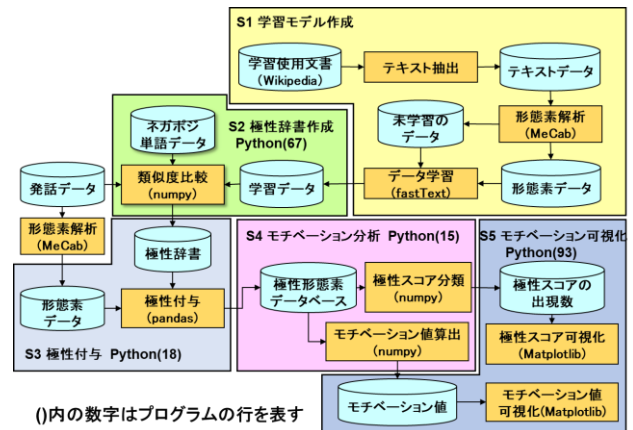 S1 学習モデル作成
学習使用文書
(Wikipedia)
テキスト抽出
テキストデータ
未学習の
データ
形態素解析
(MeCab)
ネガポジ
単語データ
S2 極性辞書作成
Python(67)
発話データ
類似度比較
(numpy)
学習データ
データ学習
(fastText)
形態素データ
形態素解析
(MeCab)
極性辞書
S4 モチベーション分析 Python(15)
S5 モチベーション可視化
Python(93)
形態素
データ
極性付与
(pandas)
極性形態素
データベース
極性スコア分類
(numpy)
極性スコアの
出現数
S3 極性付与 Python(18)
モチベーション値算出
(numpy)
極性スコア可視化
(Matplotlib)
()内の数字はプログラムの行を表す
モチベーション値
モチベーション値
可視化(Matplotlib)